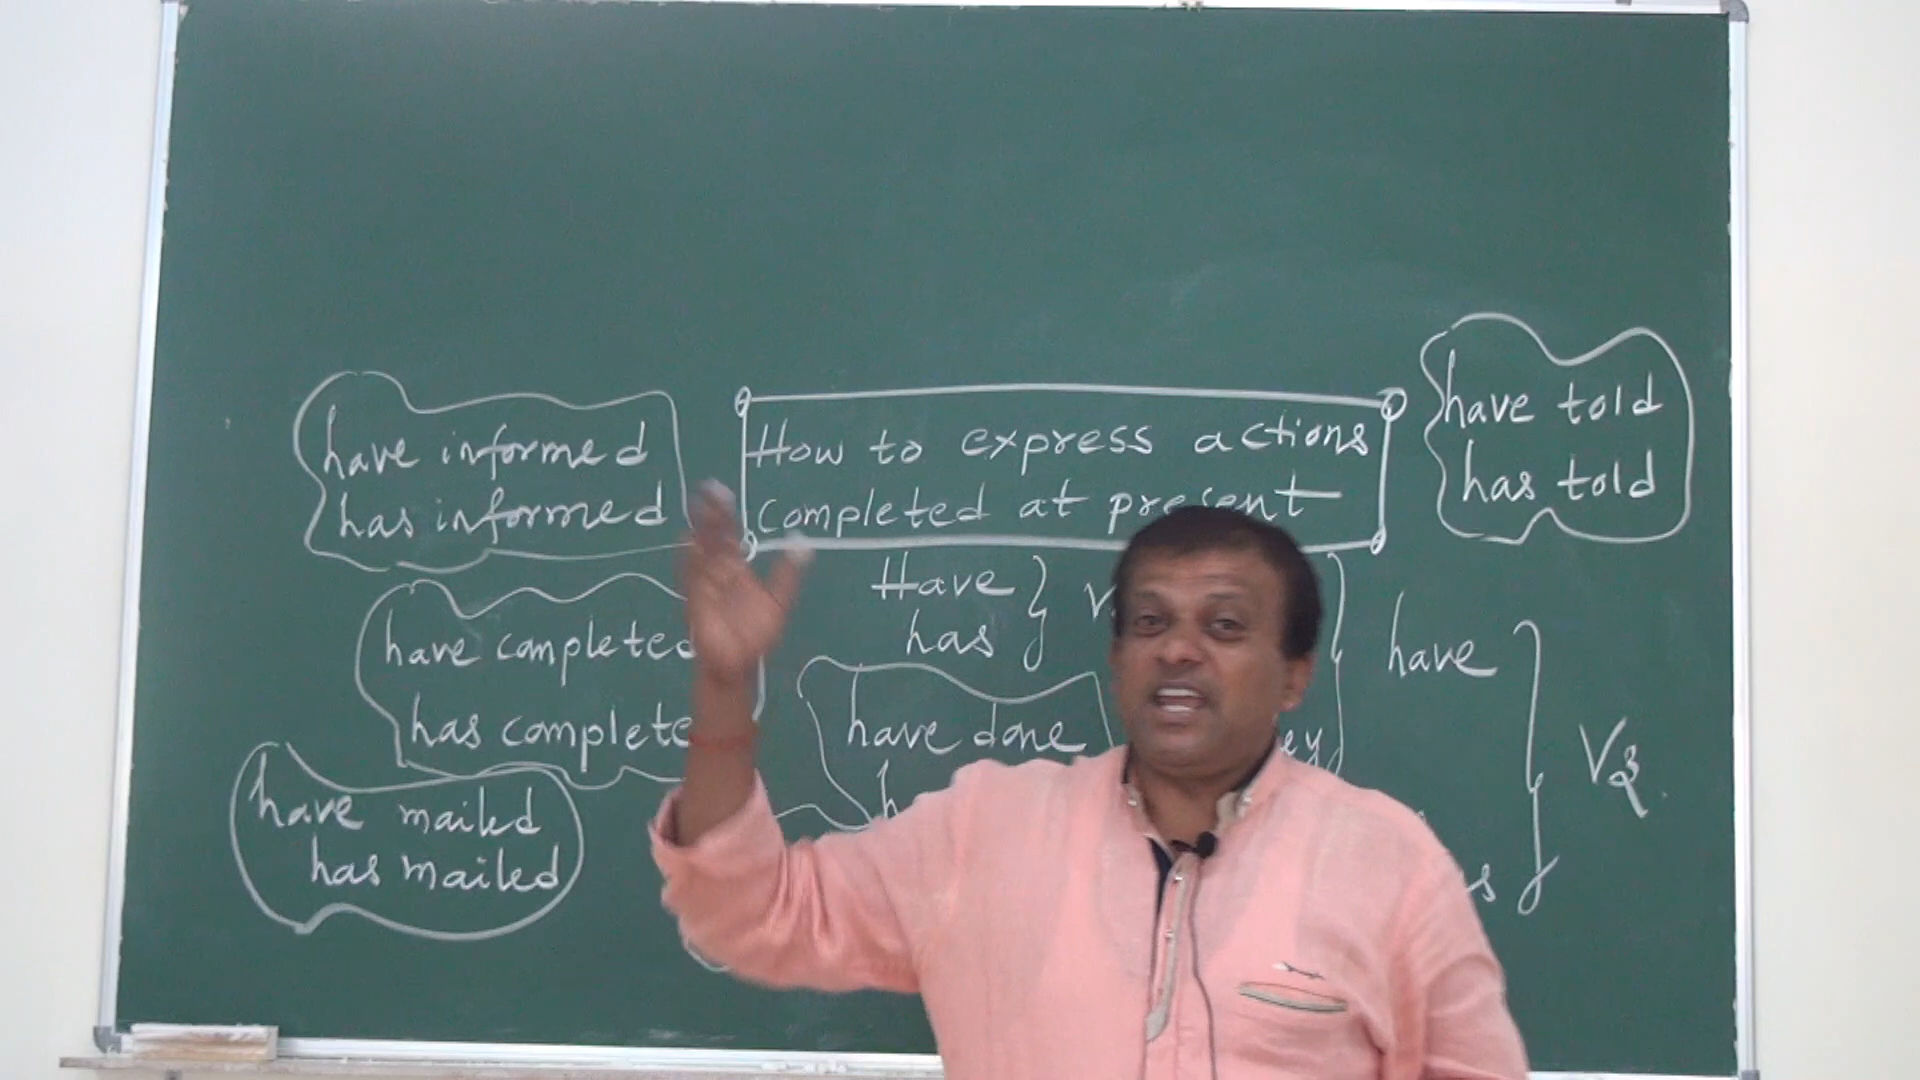 have informed
has informed
How to express actions
completed at present
have told
has told
have completed
has complete
have mailed
has mailed
Have
has
have done
have
V3